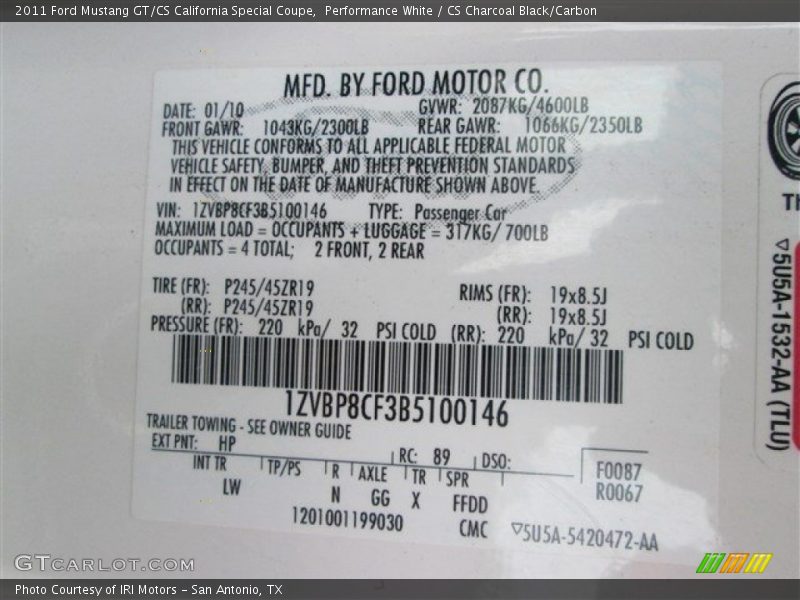 2011 Ford Mustang GT/CS California Special Coupe,  Performance White / CS Charcoal Black/Carbon
MFD. BY FORD MOTOR CO.
DATE: 01/10 GVWR: 2087KG/4600LB
FRONT GAWR: 1043KG/2300LB REAR GAWR: 1066KG/2350LB
THIS VEHICLE CONFORMS TO ALL APPLICABLE FEDERAL MOTOR
VEHICLE SAFETY, BUMPER, AND THEFT PREVENTION STANDARDS
IN EFFECT ON THE DATE OF MANUFACTURE SHOWN ABOVE.
VIN: 1ZVBP8CF3B5100146 TYPE: Passenger Car
MAXIMUM LOAD = OCCUPANTS + LUGGAGE = 317KG/ 700LB
OCCUPANTS = 4 TOTAL; 2 FRONT, 2 REAR
TIRE (FR): P245/45ZR19 RIMS (FR): 19x8.5J
(RR): P245/45ZR19 (RR): 19x8.5J
PRESSURE (FR): 220 kPa/ 32 PSI COLD (RR): 220 kPa/ 32 PSI COLD
1ZVBP8CF3B5100146
TRAILER TOWING - SEE OWNER GUIDE
EXT PNT: HP RC: 89 DSO:
INT TR TP/PS R AXLE TR SPR F0087
LW N GG X FFDD R0067
1201001199030 CMC ▽5U5A-5420472-AA
Th
▽5U5A-1532-AA (TLU)
GTCARLOT.COM
Photo Courtesy of IRI Motors – San Antonio, TX